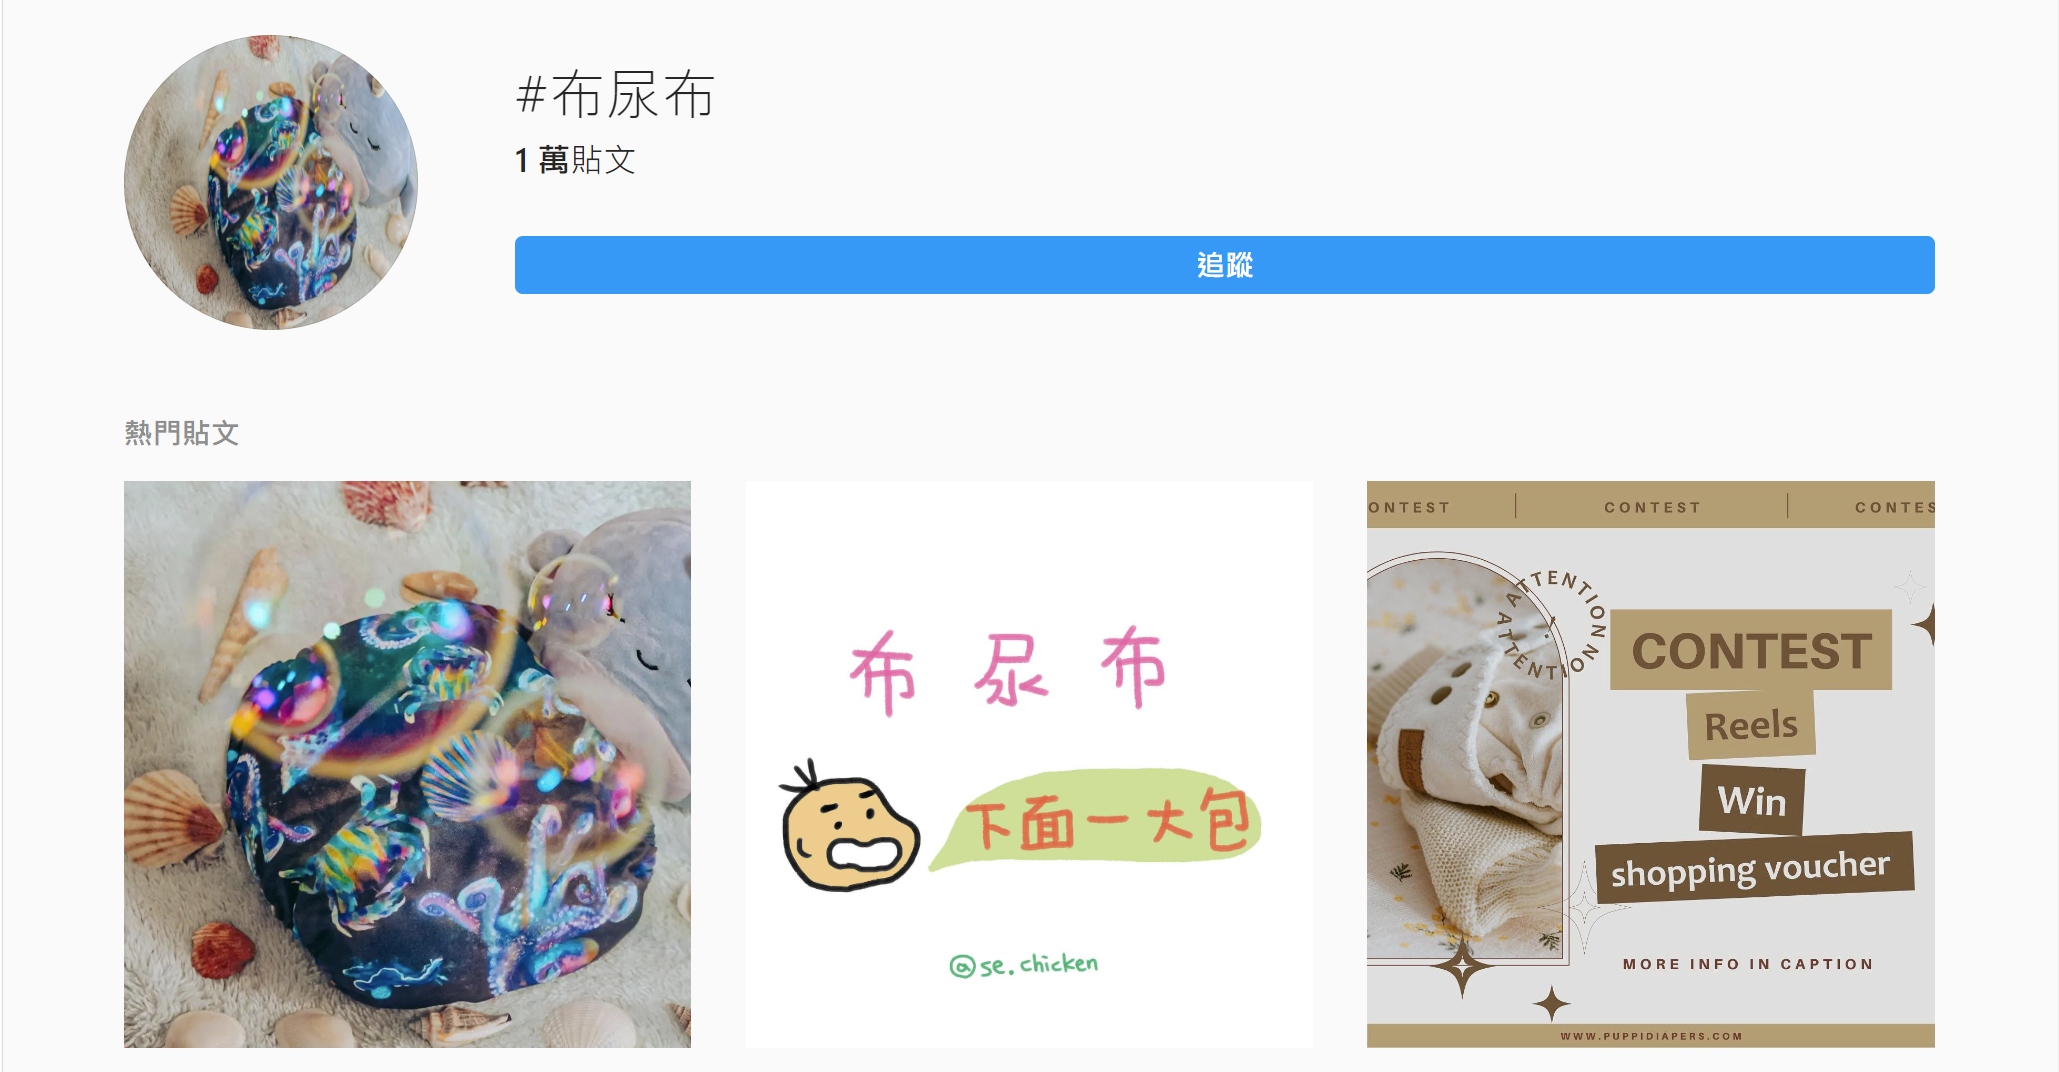 #布尿布
1 萬貼文
追蹤
熱門貼文
布尿布
下面一大包
@se.chicken
ONTEST
CONTEST
CONTES
ATTENTION
ATTENTION
CONTEST
Reels
Win
shopping voucher
MORE INFO IN CAPTION
WWW.PUPPIDIAPERS.COM